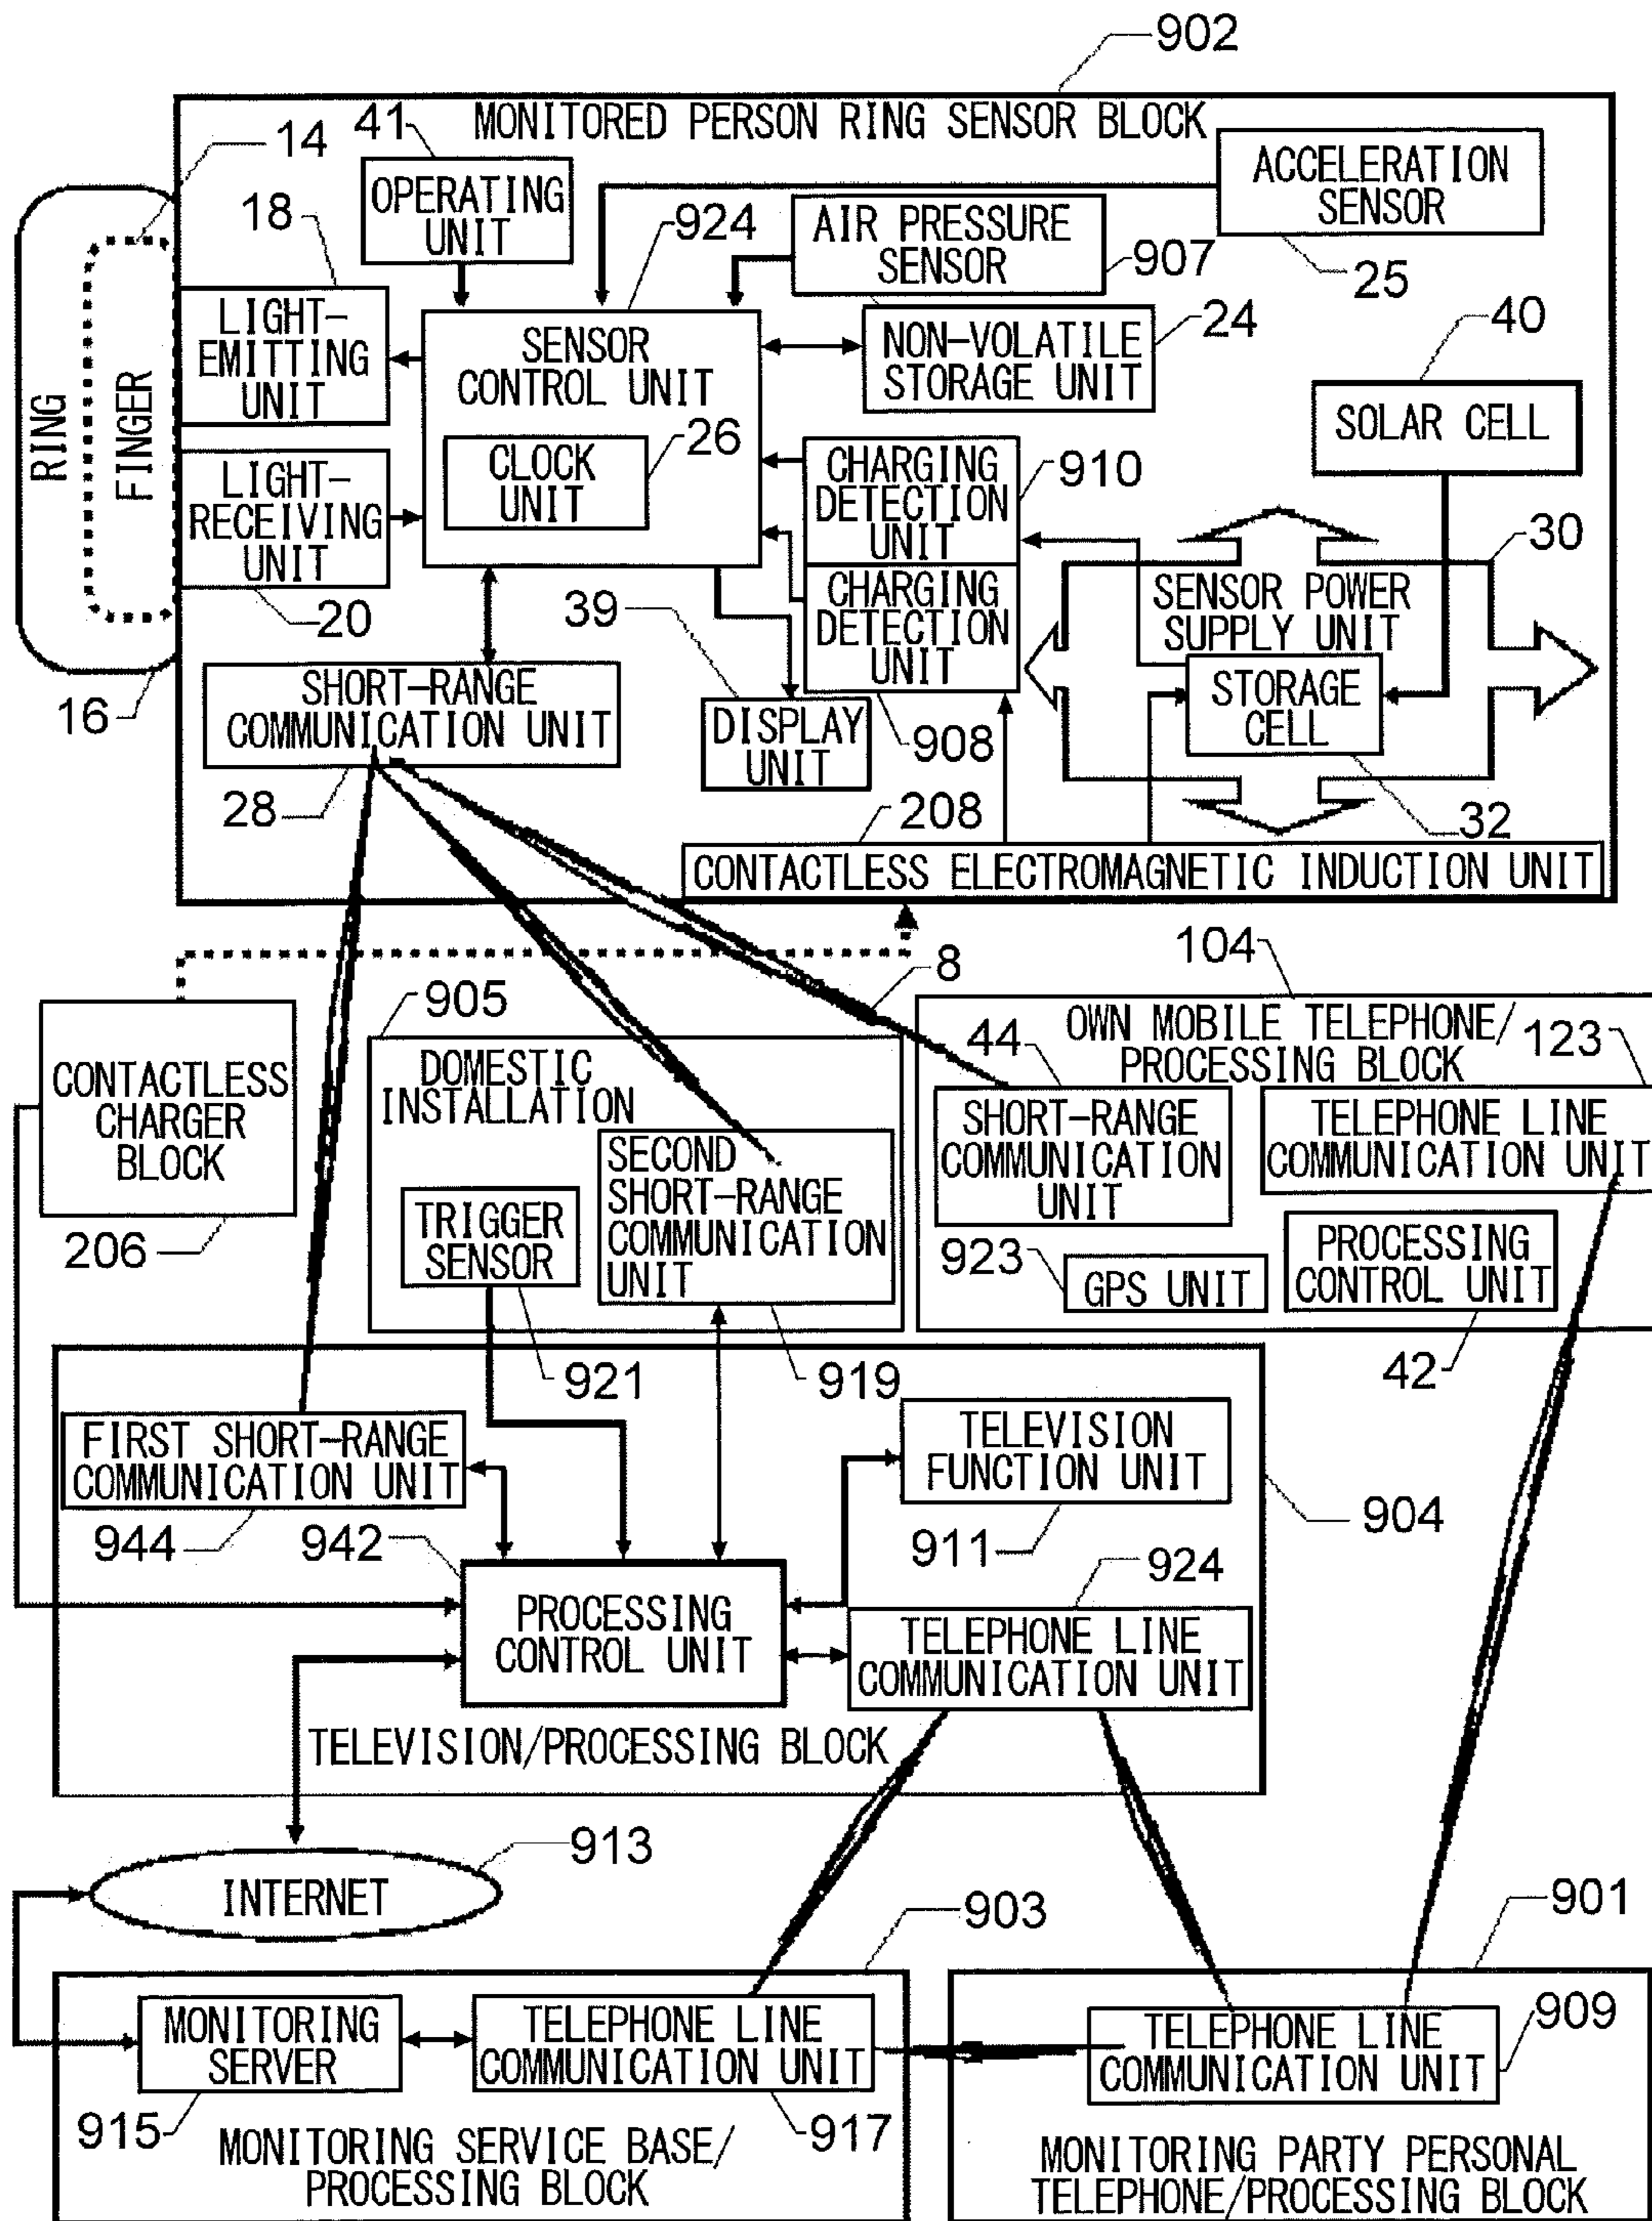 902
MONITORED PERSON RING SENSOR BLOCK
14
41
OPERATING
UNIT
ACCELERATION
SENSOR
25
18
924
AIR PRESSURE
SENSOR
907
LIGHT-
EMITTING
UNIT
SENSOR
CONTROL UNIT
NON-VOLATILE
STORAGE UNIT
24
40
SOLAR CELL
RING
FINGER
CLOCK
UNIT
26
CHARGING
DETECTION
UNIT
910
LIGHT-
RECEIVING
UNIT
20
30
SENSOR POWER
SUPPLY UNIT
39
CHARGING
DETECTION
UNIT
908
STORAGE
CELL
32
16
SHORT-RANGE
COMMUNICATION UNIT
28
DISPLAY
UNIT
208
CONTACTLESS ELECTROMAGNETIC INDUCTION UNIT
8
104
905
CONTACTLESS
CHARGER
BLOCK
206
DOMESTIC
INSTALLATION
TRIGGER
SENSOR
921
SECOND
SHORT-RANGE
COMMUNICATION
UNIT
919
OWN MOBILE TELEPHONE/
PROCESSING BLOCK
44
123
SHORT-RANGE
COMMUNICATION
UNIT
TELEPHONE LINE
COMMUNICATION UNIT
923
GPS UNIT
PROCESSING
CONTROL UNIT
42
FIRST SHORT-RANGE
COMMUNICATION UNIT
944
942
TELEVISION
FUNCTION UNIT
911
904
924
PROCESSING
CONTROL UNIT
TELEPHONE LINE
COMMUNICATION UNIT
TELEVISION/PROCESSING BLOCK
913
INTERNET
903
901
MONITORING
SERVER
915
TELEPHONE LINE
COMMUNICATION UNIT
917
TELEPHONE LINE
COMMUNICATION UNIT
909
MONITORING SERVICE BASE/
PROCESSING BLOCK
MONITORING PARTY PERSONAL
TELEPHONE/PROCESSING BLOCK